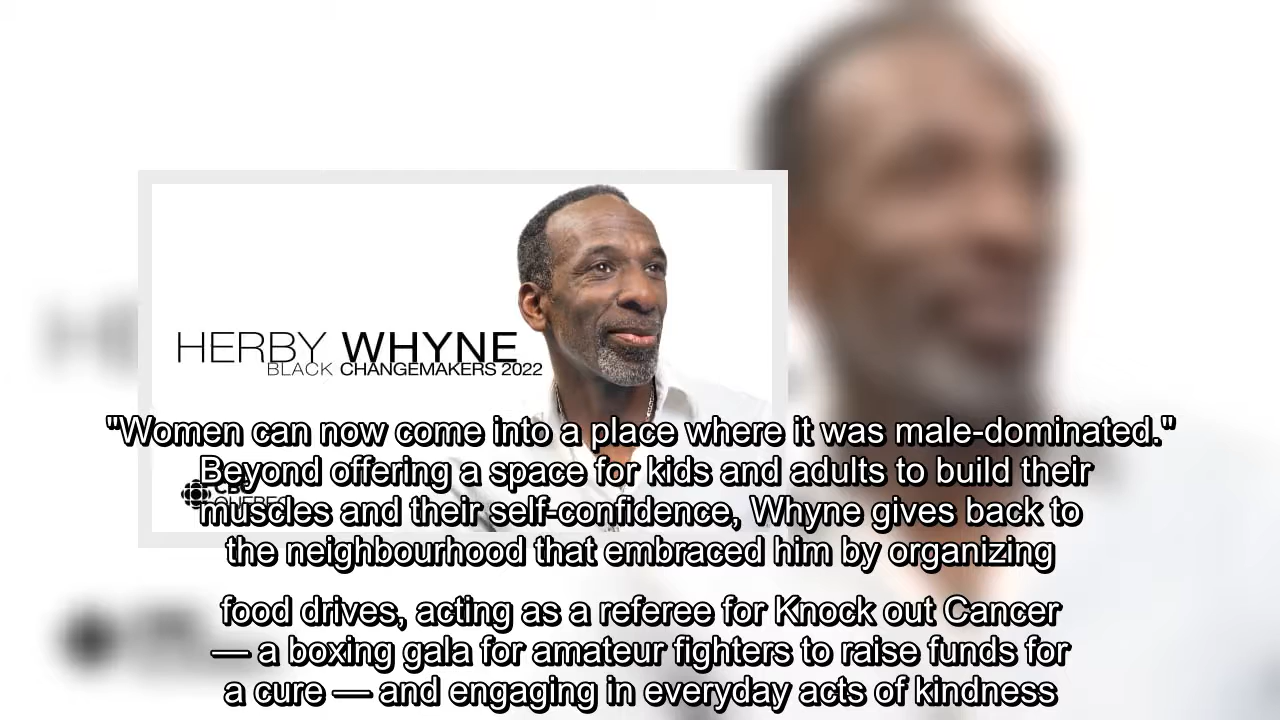 HERBY WHYNE
BLACK CHANGEMAKERS 2022
"Women can now come into a place where it was male-dominated."
Beyond offering a space for kids and adults to build their
muscles and their self-confidence, Whyne gives back to
the neighbourhood that embraced him by organizing
food drives, acting as a referee for Knock out Cancer
— a boxing gala for amateur fighters to raise funds for
a cure — and engaging in everyday acts of kindness